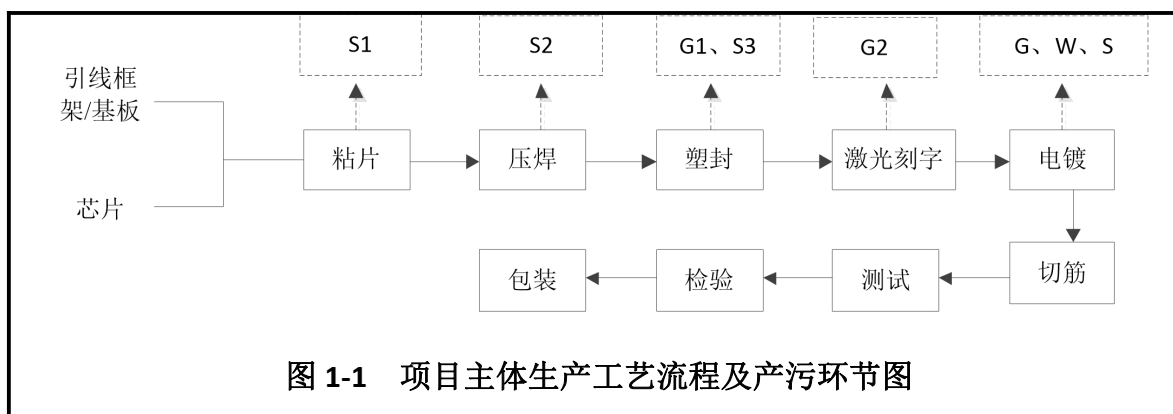 S1
S2
G1、S3
G2
G、W、S
引线框
架/基板
芯片
粘片
压焊
塑封
激光刻字
电镀
包装
检验
测试
切筋
图 1-1 项目主体生产工艺流程及产污环节图